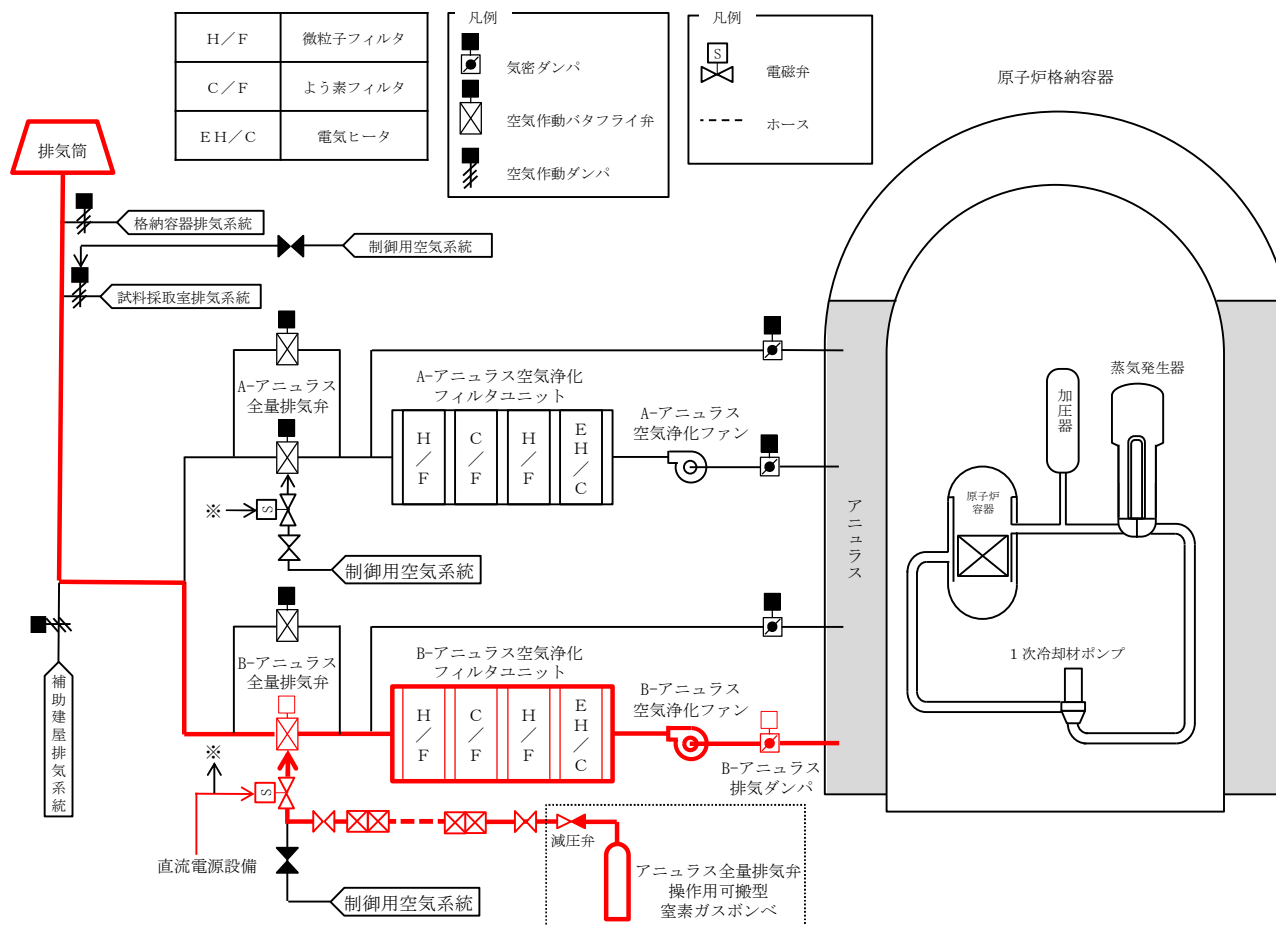 H/F 微粒子フィルタ
C/F よう素フィルタ
EH/C 電気ヒータ
凡例
気密ダンパ
空気作動バタフライ弁
空気作動ダンパ
凡例
S
電磁弁
ホース
原子炉格納容器
排気筒
格納容器排気系統
制御用空気系統
試料採取室排気系統
A-アニュラス
全量排気弁
A-アニュラス空気浄化
フィルタユニット
H/F
C/F
H/F
EH/C
A-アニュラス
空気浄化ファン
※
S
制御用空気系統
アニュラス
加圧器
蒸気発生器
原子炉
容器
1次冷却材ポンプ
補助建屋排気系統
B-アニュラス
全量排気弁
B-アニュラス空気浄化
フィルタユニット
H/F
C/F
H/F
EH/C
B-アニュラス
空気浄化ファン
B-アニュラス
排気ダンパ
※
S
直流電源設備
制御用空気系統
減圧弁
アニュラス全量排気弁
操作用可搬型
窒素ガスボンベ